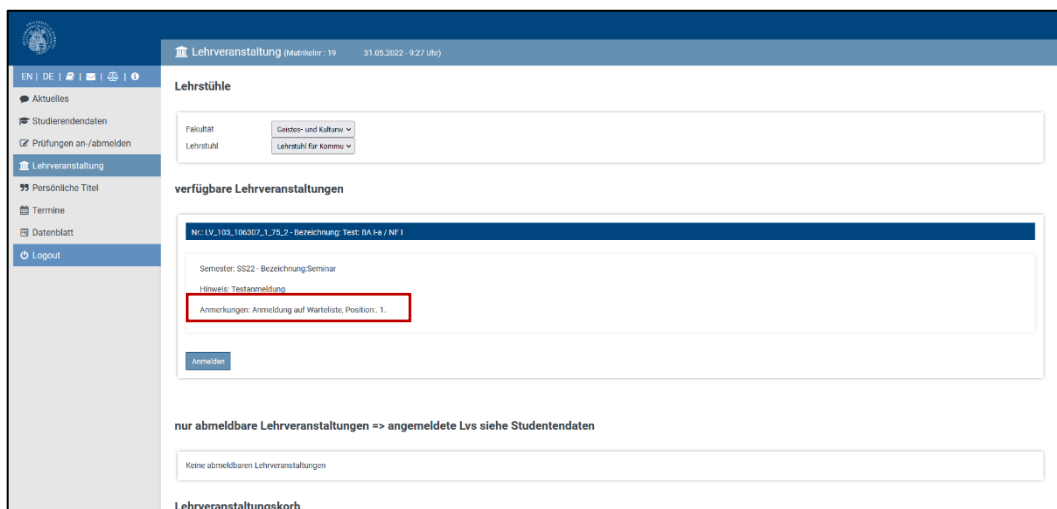 Lehrveranstaltung (Matrikelnr : 19 31.05.2022 - 9:27 Uhr)
EN | DE | | | |
Aktuelles
Studierendendaten
Prüfungen an-/abmelden
Lehrveranstaltung
Persönliche Titel
Termine
Datenblatt
Logout
Lehrstühle
Fakultät Geistes- und Kulturw
Lehrstuhl Lehrstuhl für Kommu
verfügbare Lehrveranstaltungen
Nr.: LV_103_106307_1_75_2 - Bezeichnung: Test: BA I-a / NF I
Semester: SS22 - Bezeichnung:Seminar
Hinweis: Testanmeldung
Anmerkungen: Anmeldung auf Warteliste, Position:. 1.
Anmelden
nur abmeldbare Lehrveranstaltungen => angemeldete Lvs siehe Studentendaten
Keine abmeldbaren Lehrveranstaltungen
Lehrveranstaltungskorb